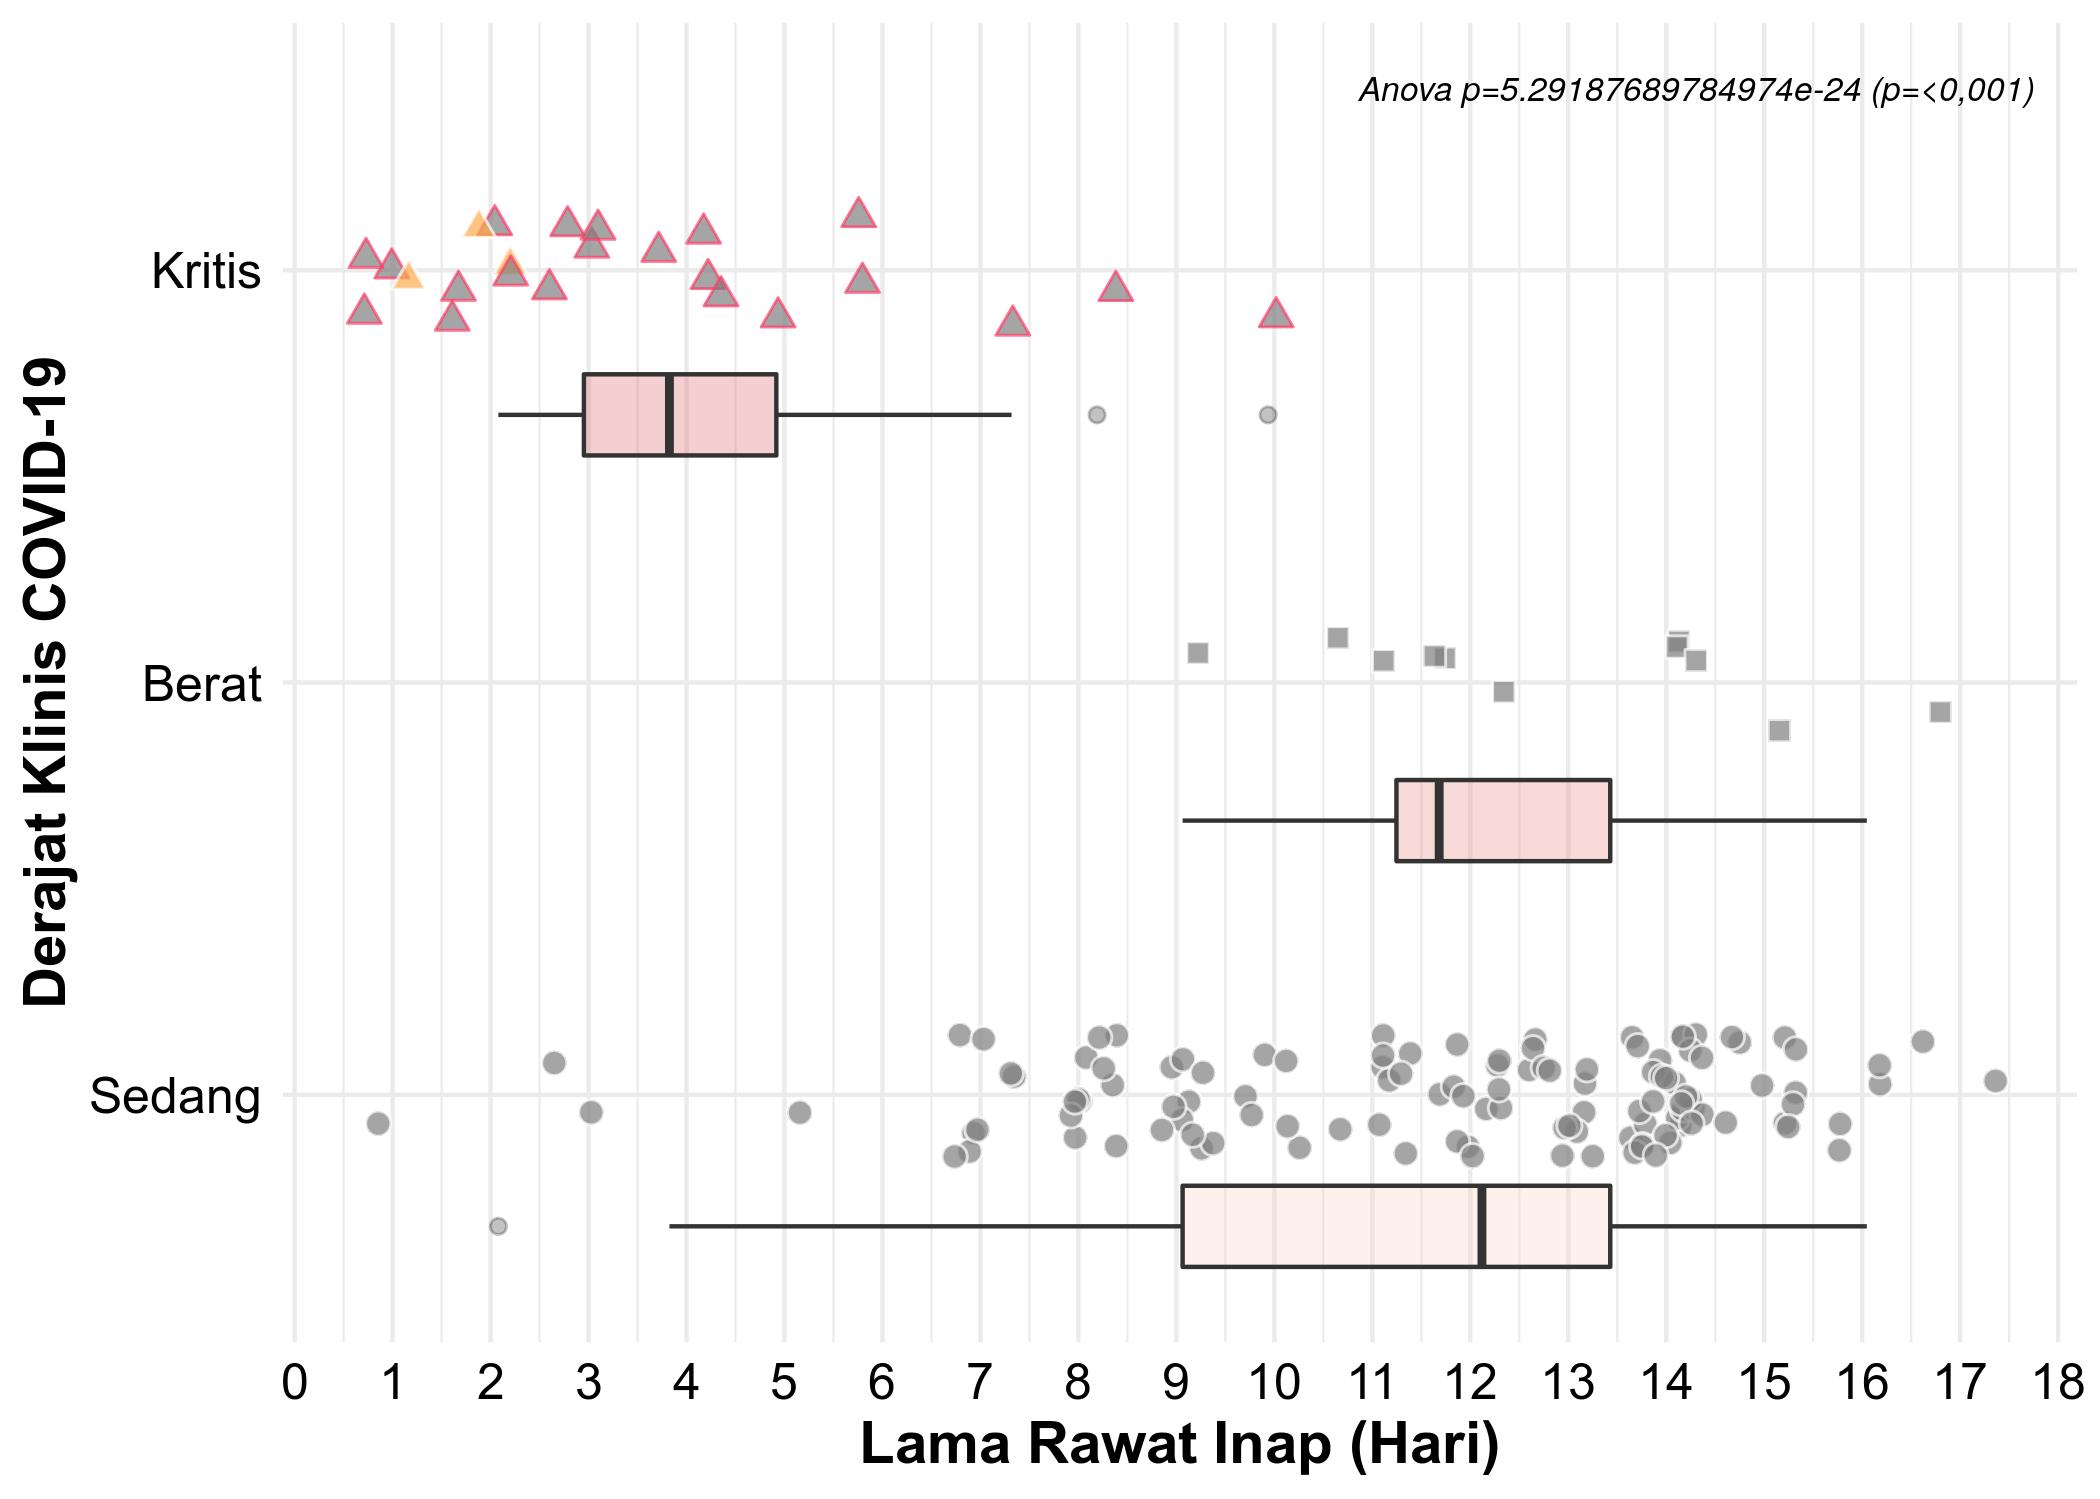 Anova p=5.29187689784974e-24 (p=<0,001)
Derajat Klinis COVID-19
Kritis
Berat
Sedang
0 1 2 3 4 5 6 7 8 9 10 11 12 13 14 15 16 17 18
Lama Rawat Inap (Hari)